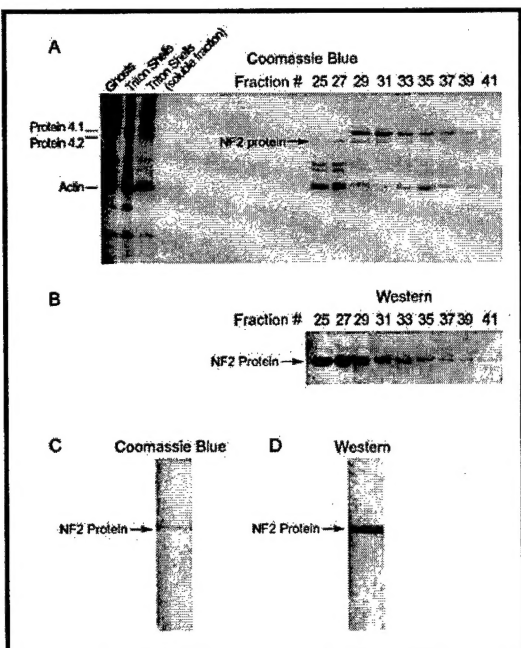 A
Ghosts
Triton Shells
Triton Shells
(soluble fraction)
Coomassie Blue
Fraction # 25 27 29 31 33 35 37 39 41
Protein 4.1
Protein 4.2
NF2 protein
Actin
B
Western
Fraction # 25 27 29 31 33 35 37 39 41
NF2 Protein
C
Coomassie Blue
D
Western
NF2 Protein
NF2 Protein